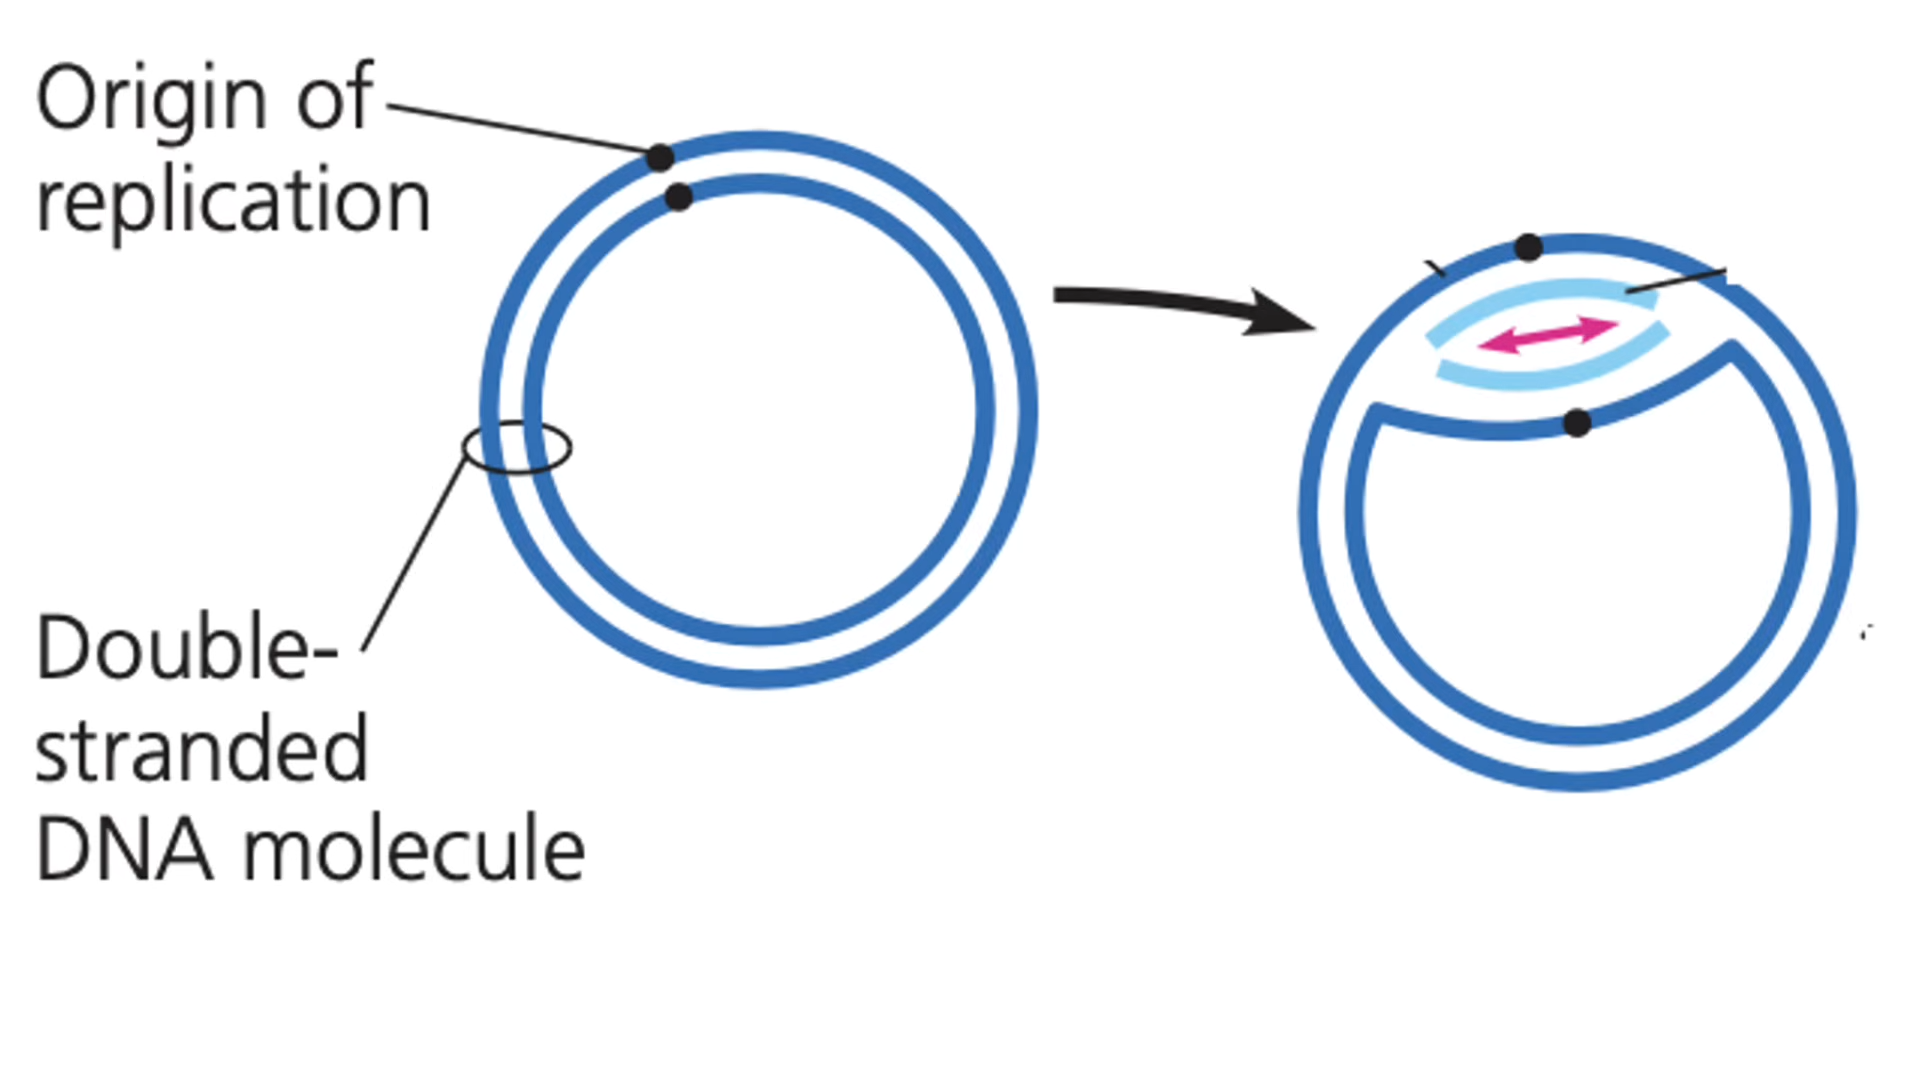 Origin of
replication
Double-
stranded
DNA molecule